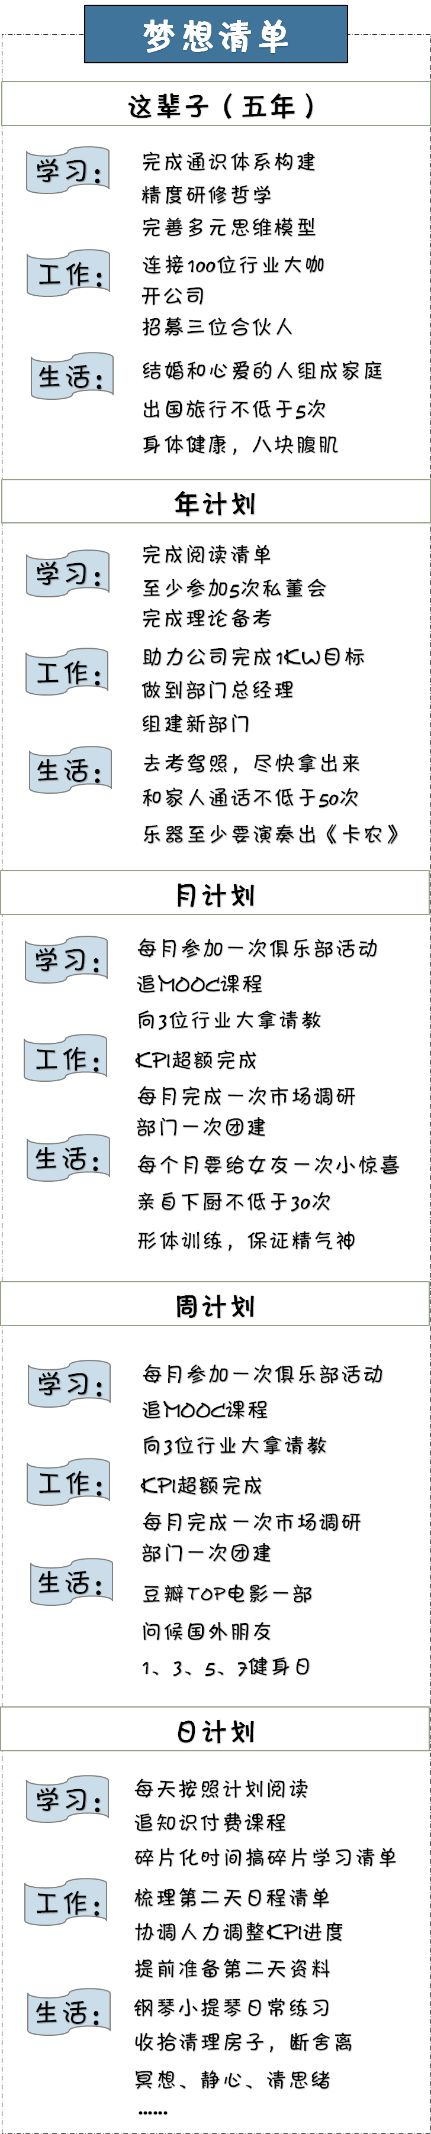 梦想清单
这辈子（五年）
学习：
完成通识体系构建
精度研修哲学
完善多元思维模型
工作：
连接100位行业大咖
开公司
招募三位合伙人
生活：
结婚和心爱的人组成家庭
出国旅行不低于5次
身体健康，八块腹肌
年计划
学习：
完成阅读清单
至少参加5次私董会
完成理论备考
工作：
助力公司完成1KW目标
做到部门总经理
组建新部门
生活：
去考驾照，尽快拿出来
和家人通话不低于50次
乐器至少要演奏出《卡农》
月计划
学习：
每月参加一次俱乐部活动
追MOOC课程
向3位行业大拿请教
工作：
KPI超额完成
每月完成一次市场调研
部门一次团建
生活：
每个月要给女友一次小惊喜
亲自下厨不低于30次
形体训练，保证精气神
周计划
学习：
每月参加一次俱乐部活动
追MOOC课程
向3位行业大拿请教
工作：
KPI超额完成
每月完成一次市场调研
部门一次团建
生活：
豆瓣TOP电影一部
问候国外朋友
1、3、5、7健身日
日计划
学习：
每天按照计划阅读
追知识付费课程
碎片化时间搞碎片学习清单
工作：
梳理第二天日程清单
协调人力调整KPI进度
提前准备第二天资料
生活：
钢琴小提琴日常练习
收拾清理房子，断舍离
冥想、静心、清思绪
……